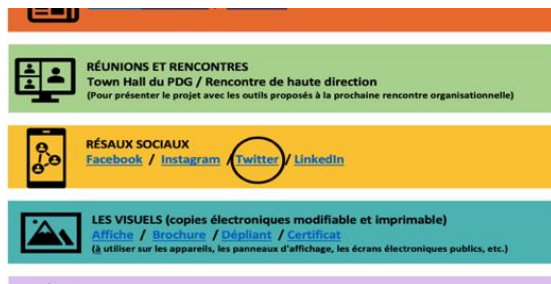 RÉUNIONS ET RENCONTRES
Town Hall du PDG / Rencontre de haute direction
(Pour présenter le projet avec les outils proposés à la prochaine rencontre organisationnelle)
RÉSAUX SOCIAUX
Facebook / Instagram / Twitter / LinkedIn
LES VISUELS (copies électroniques modifiable et imprimable)
Affiche / Brochure / Dépliant / Certificat
(à utiliser sur les appareils, les panneaux d'affichage, les écrans électroniques publics, etc.)